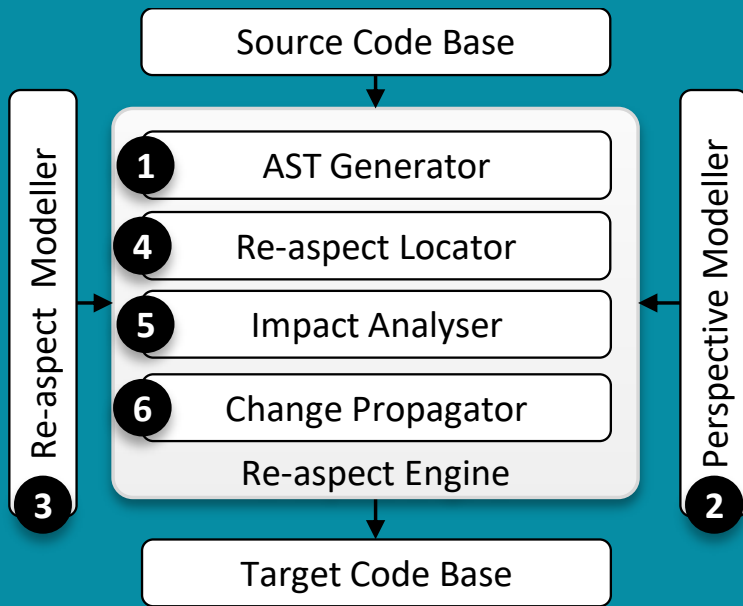 Source Code Base
1 AST Generator
4 Re-aspect Locator
5 Impact Analyser
6 Change Propagator
Re-aspect Engine
Re-aspect Modeller
3
Perspective Modeller
2
Target Code Base